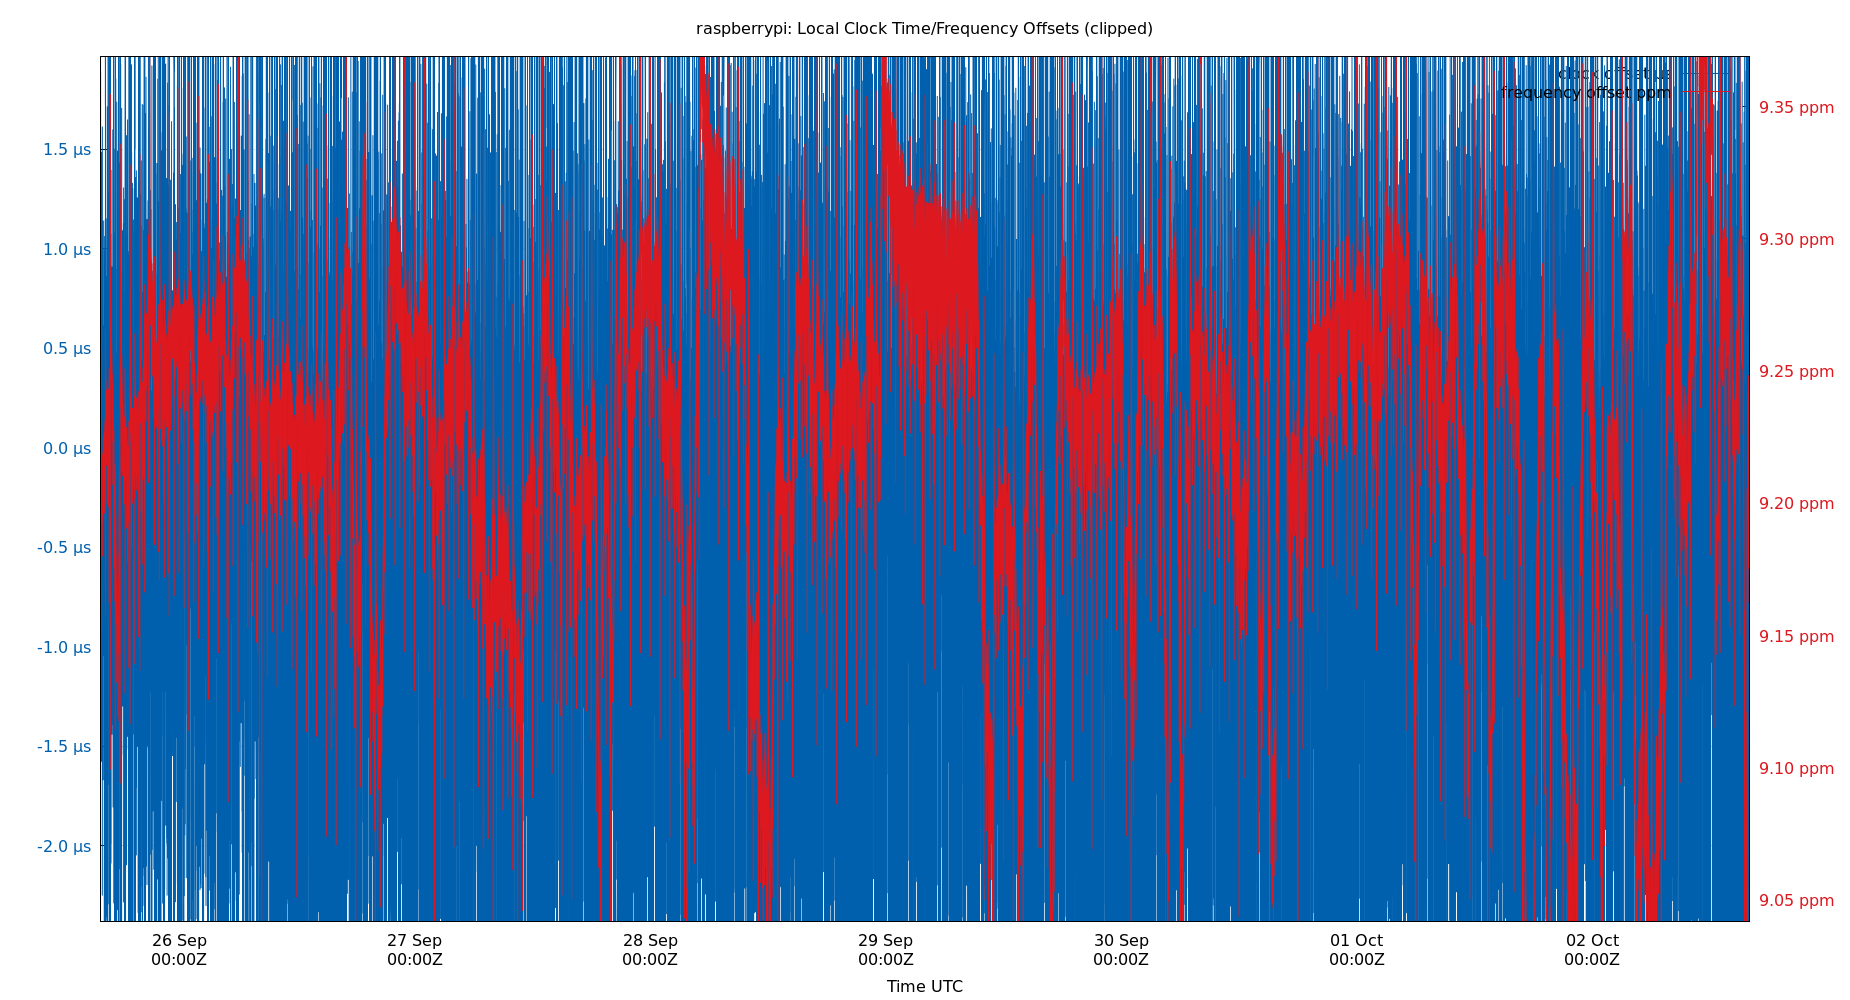 raspberrypi: Local Clock Time/Frequency Offsets (clipped)
clock offset µs
frequency offset ppm
1.5 µs
1.0 µs
0.5 µs
0.0 µs
-0.5 µs
-1.0 µs
-1.5 µs
-2.0 µs
9.35 ppm
9.30 ppm
9.25 ppm
9.20 ppm
9.15 ppm
9.10 ppm
9.05 ppm
26 Sep
00:00Z
27 Sep
00:00Z
28 Sep
00:00Z
29 Sep
00:00Z
30 Sep
00:00Z
01 Oct
00:00Z
02 Oct
00:00Z
Time UTC